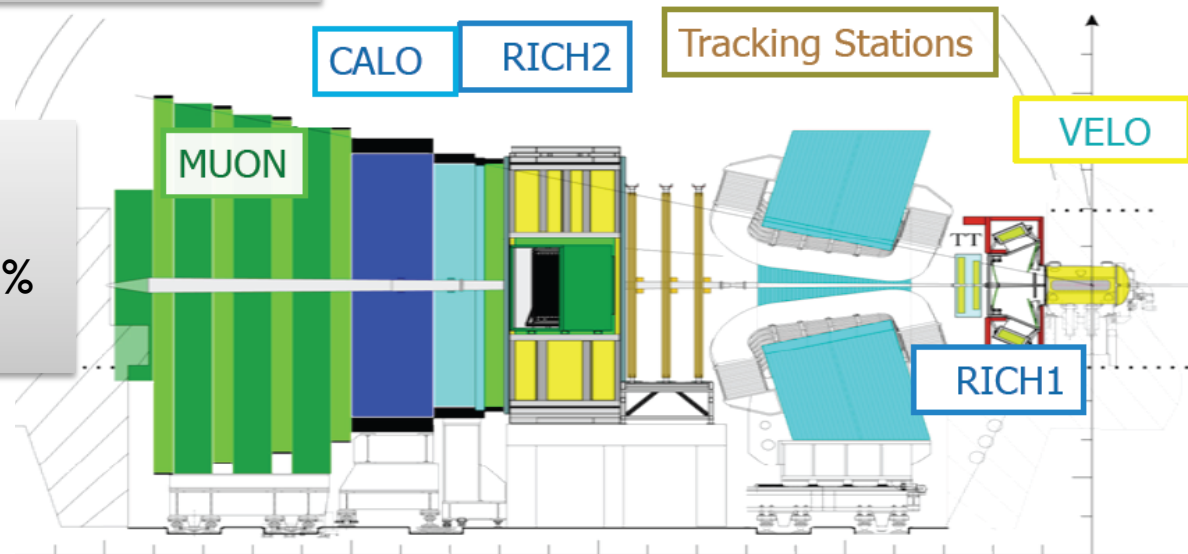 CALO
RICH2
Tracking Stations
VELO
MUON
%
TT
RICH1